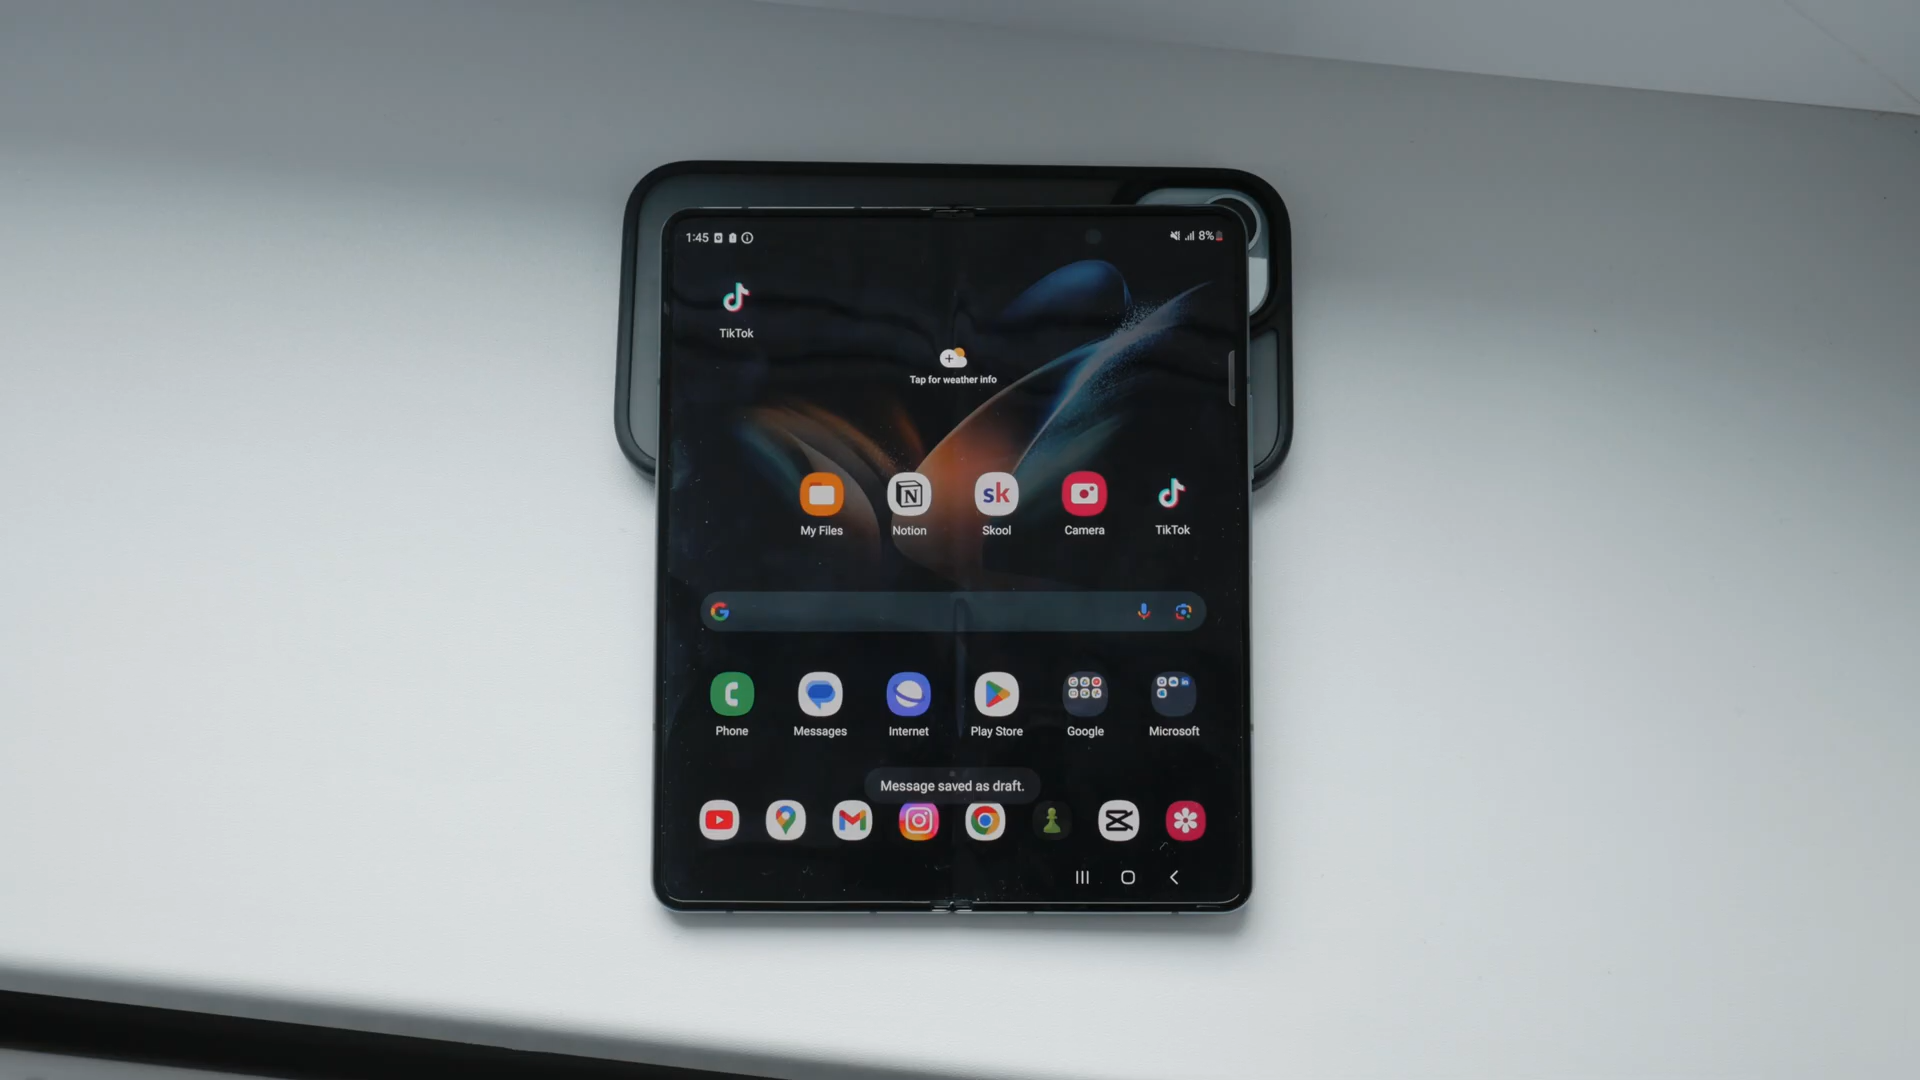 1:45
8%
TikTok
Tap for weather info
My Files
Notion
Skool
Camera
TikTok
Phone
Messages
Internet
Play Store
Google
Microsoft
Message saved as draft.